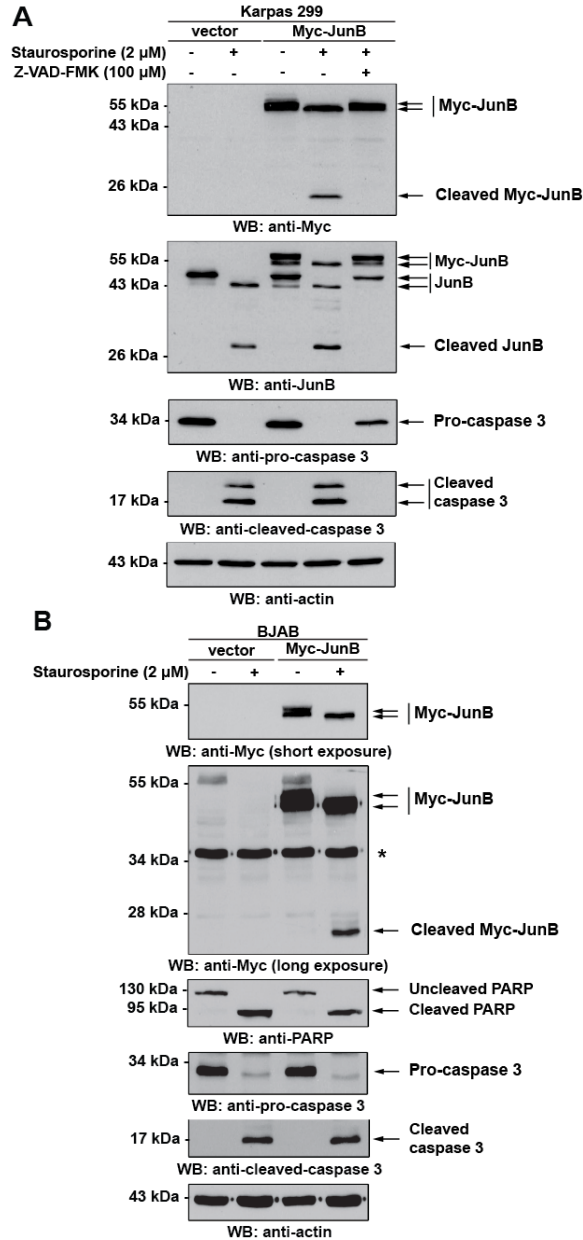 A
Karpas 299
vector Myc-JunB
Staurosporine (2 µM) - + - + +
Z-VAD-FMK (100 µM) - - - - +
55 kDa - Myc-JunB
43 kDa -
26 kDa - Cleaved Myc-JunB
WB: anti-Myc
55 kDa - Myc-JunB
43 kDa - JunB
26 kDa - Cleaved JunB
WB: anti-JunB
34 kDa - Pro-caspase 3
WB: anti-pro-caspase 3
Cleaved
17 kDa - caspase 3
WB: anti-cleaved-caspase 3
43 kDa -
WB: anti-actin
B
BJAB
vector Myc-JunB
Staurosporine (2 µM) - + - +
55 kDa - Myc-JunB
WB: anti-Myc (short exposure)
55 kDa - Myc-JunB
34 kDa - *
28 kDa - Cleaved Myc-JunB
WB: anti-Myc (long exposure)
130 kDa - Uncleaved PARP
95 kDa - Cleaved PARP
WB: anti-PARP
34 kDa - Pro-caspase 3
WB: anti-pro-caspase 3
17 kDa - Cleaved
caspase 3
WB: anti-cleaved-caspase 3
43 kDa -
WB: anti-actin